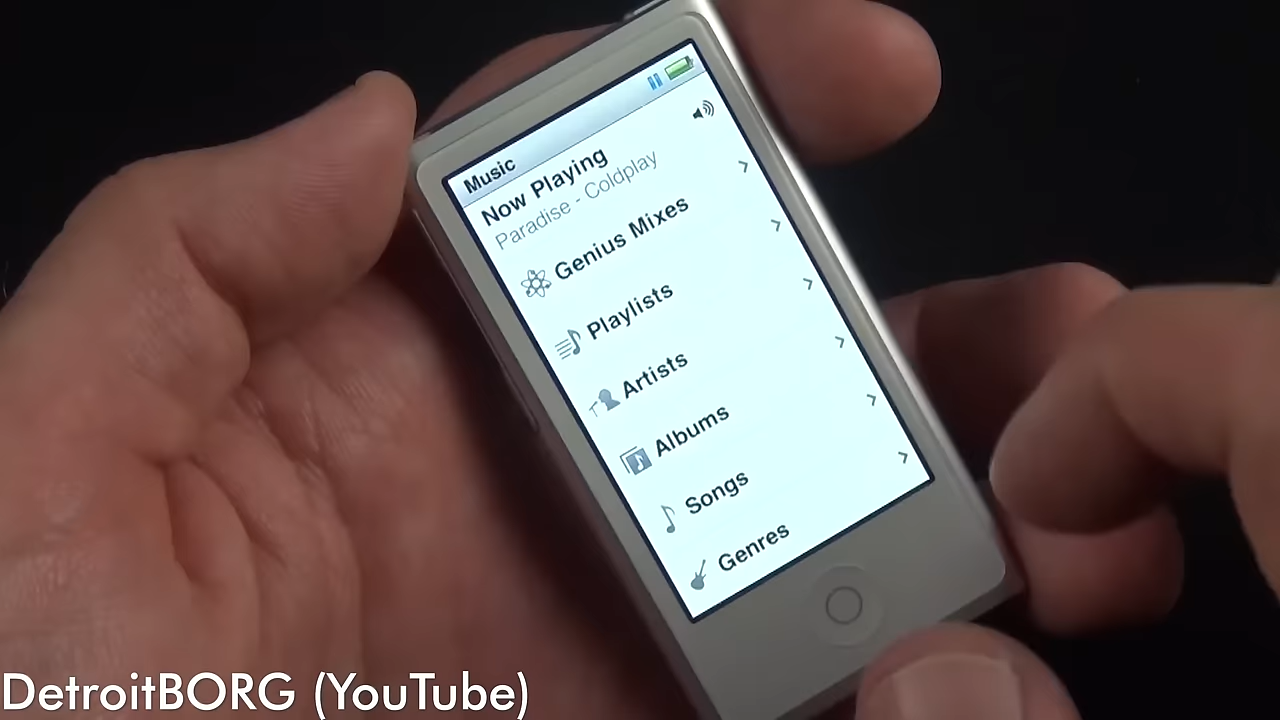 Music
Now Playing
Paradise - Coldplay
Genius Mixes
Playlists
Artists
Albums
Songs
Genres
DetroitBORG (YouTube)